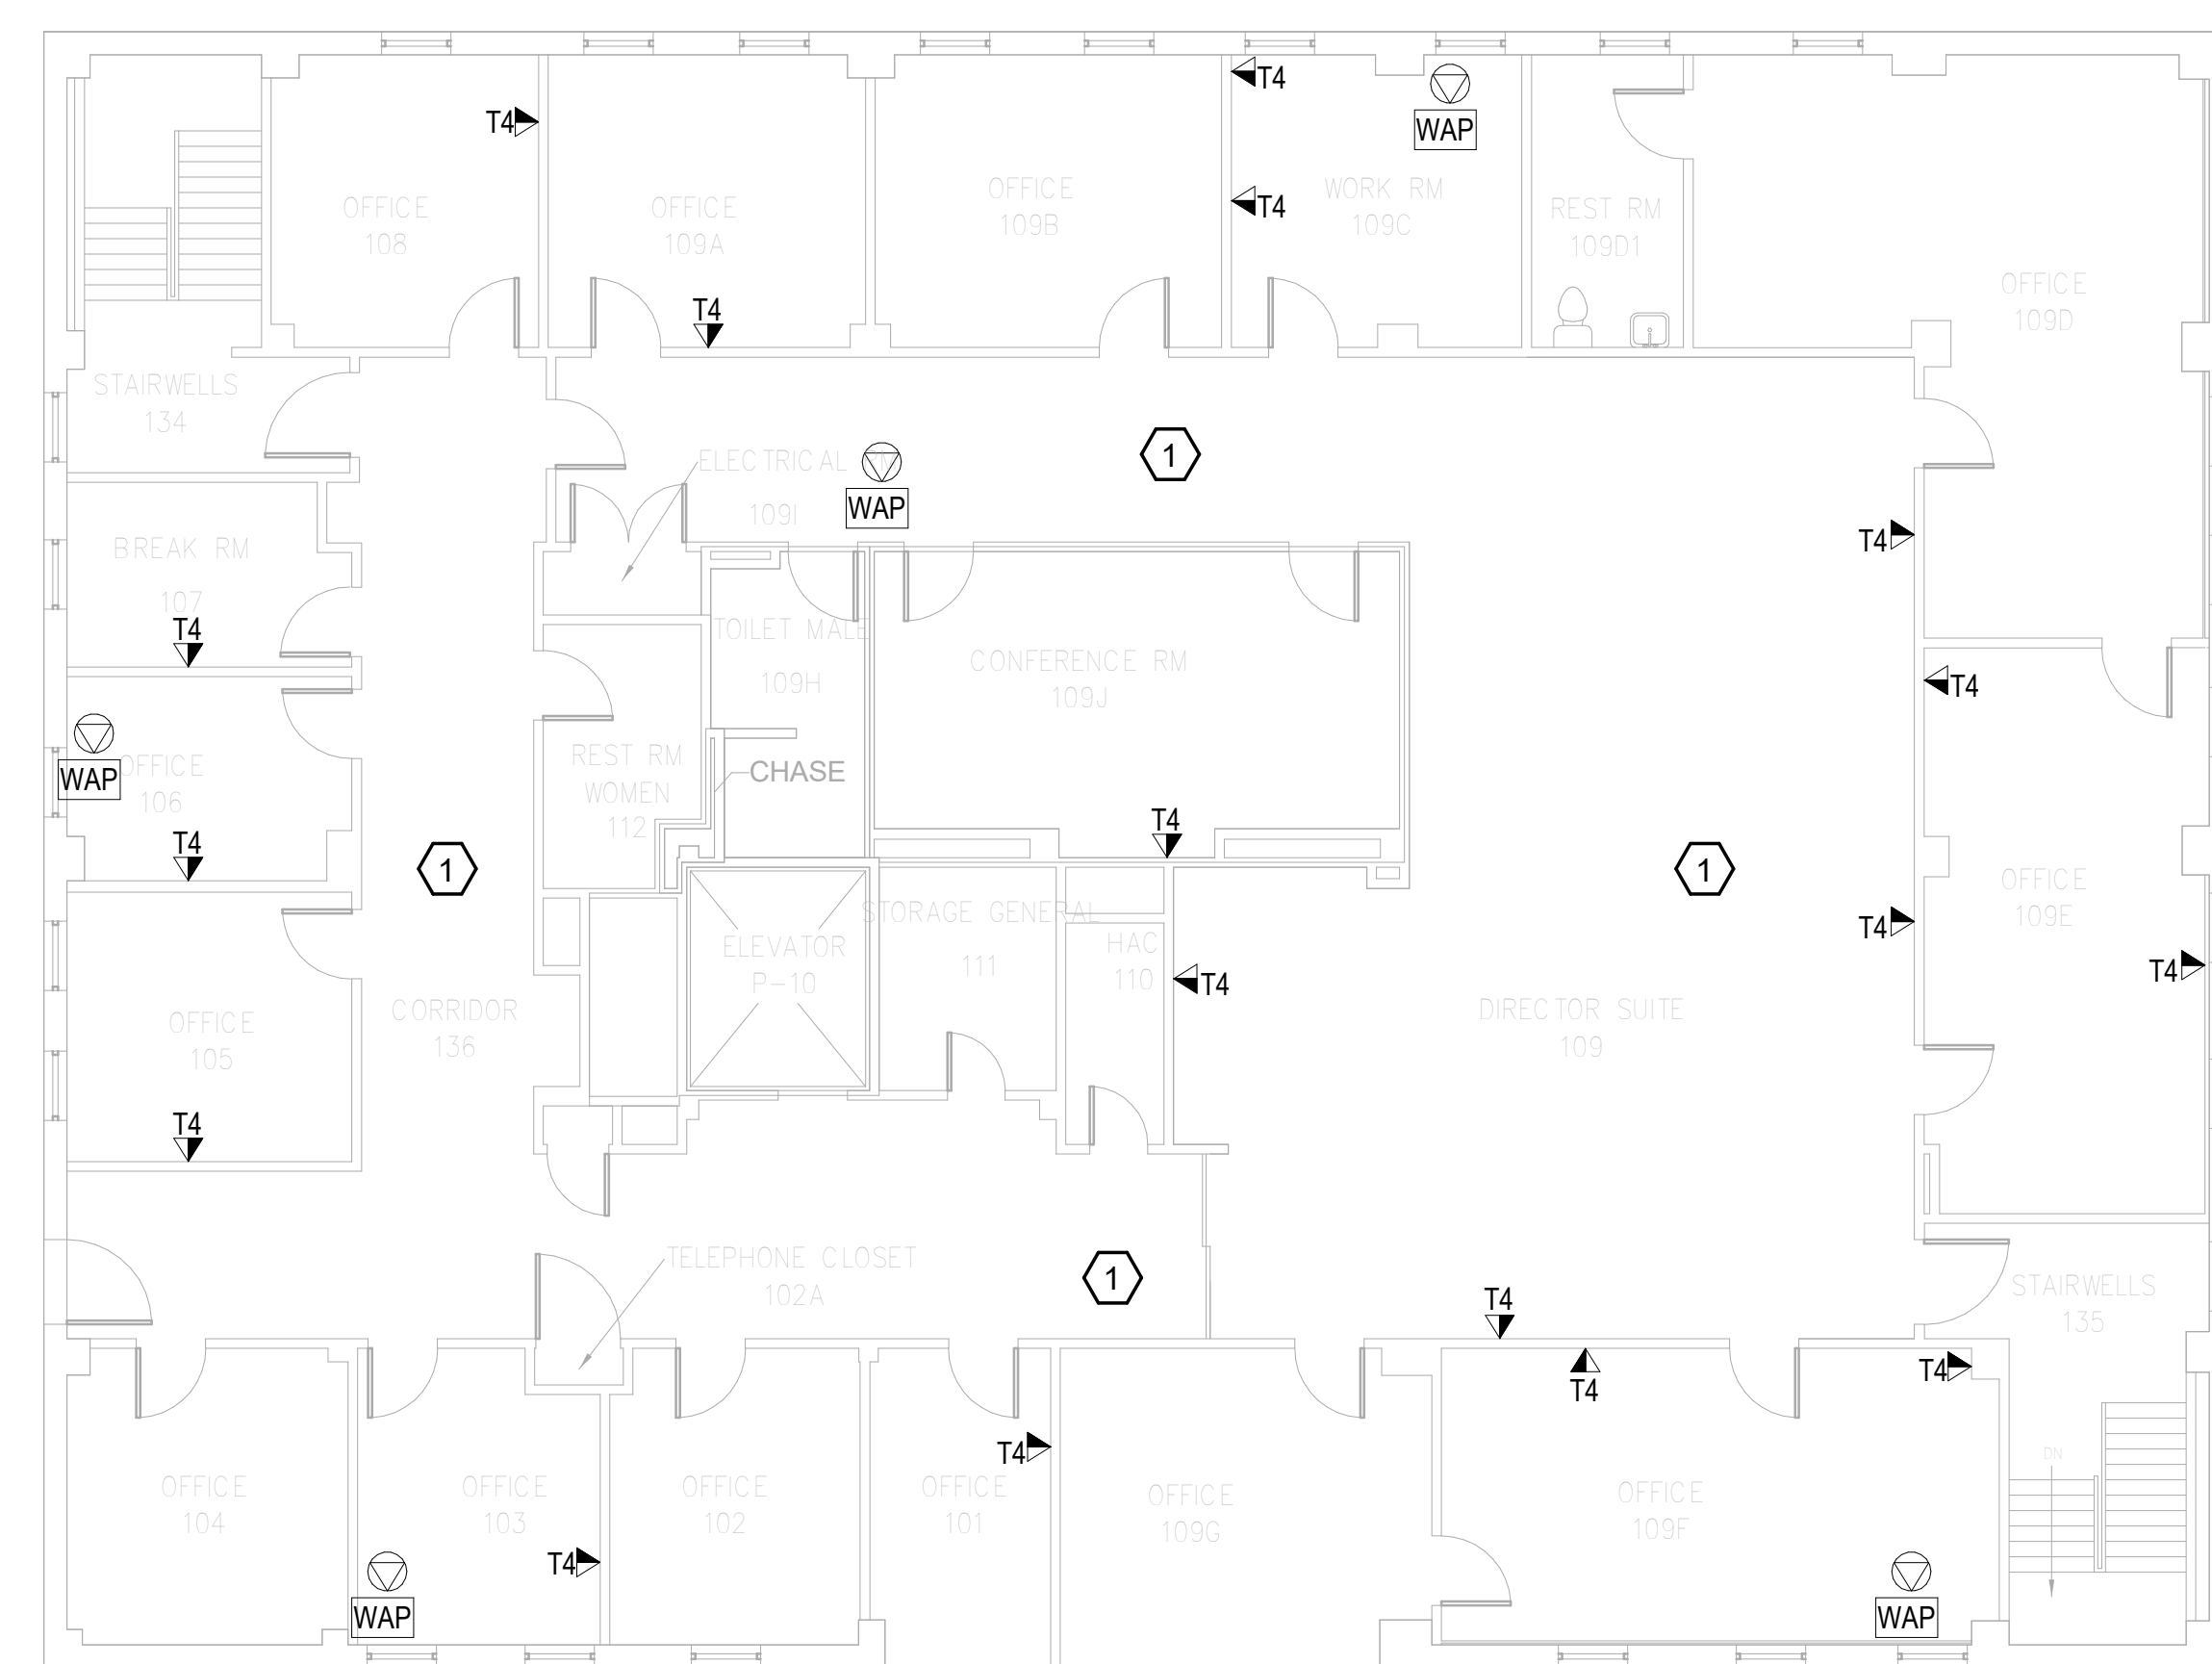 T4
WAP
T4
OFFICE
108
OFFICE
109A
OFFICE
109B
T4
WORK RM
109C
REST RM
109D1
OFFICE
109D
T4
STAIRWELLS
134
ELECTRICAL
109I
WAP
1
T4
BREAK RM
107
T4
TOILET MALE
109H
CONFERENCE RM
109J
T4
OFFICE
106
WAP
REST RM
WOMEN
112
CHASE
T4
T4
1
1
OFFICE
109E
STORAGE GENERAL
111
ELEVATOR
P-10
HAC
110
T4
T4
T4
OFFICE
105
CORRIDOR
136
DIRECTOR SUITE
109
T4
TELEPHONE CLOSET
102A
1
T4
STAIRWELLS
135
T4
T4
T4
DN
OFFICE
104
OFFICE
103
OFFICE
102
OFFICE
101
OFFICE
109G
OFFICE
109F
T4
WAP
WAP